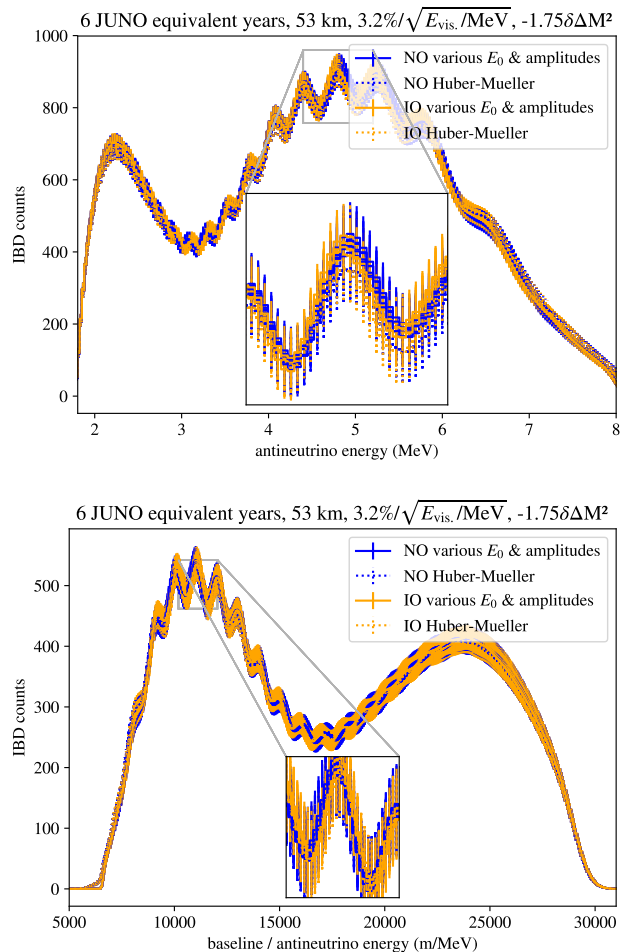 6 JUNO equivalent years, 53 km, 3.2%/√E_vis./MeV, -1.75δΔM²
1000
800
600
400
200
0
IBD counts
NO various E₀ & amplitudes
NO Huber-Mueller
IO various E₀ & amplitudes
IO Huber-Mueller
2 3 4 5 6 7 8
antineutrino energy (MeV)
6 JUNO equivalent years, 53 km, 3.2%/√E_vis./MeV, -1.75δΔM²
500
400
300
200
100
0
IBD counts
NO various E₀ & amplitudes
NO Huber-Mueller
IO various E₀ & amplitudes
IO Huber-Mueller
5000 10000 15000 20000 25000 30000
baseline / antineutrino energy (m/MeV)